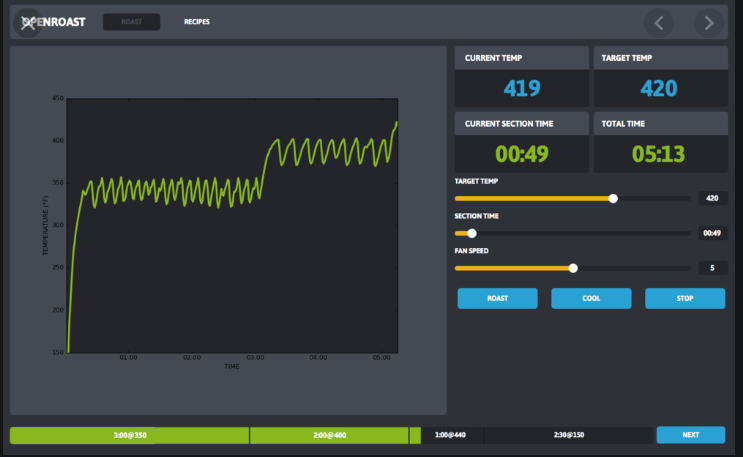 OPENROAST
ROAST
RECIPES
CURRENT TEMP
TARGET TEMP
419
420
CURRENT SECTION TIME
TOTAL TIME
00:49
05:13
TARGET TEMP
420
SECTION TIME
00:49
FAN SPEED
5
ROAST
COOL
STOP
450
400
350
300
250
200
150
TEMPERATURE (°F)
01:00
02:00
03:00
04:00
05:00
TIME
3:00@350
2:00@400
1:00@440
2:30@150
NEXT